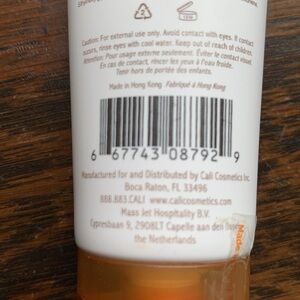 Caution: For external use only. Avoid contact with eyes. If contact
occurs, rinse eyes with cool water. Keep out of reach of children.
Attention: Pour usage externe seulement. Éviter le contact des yeux.
En cas de contact, rincer les yeux à l'eau froide.
Tenir hors de portée des enfants.
Made in Hong Kong Fabriqué à Hong Kong
6 67743 08792 9
Manufactured for and Distributed by Cali Cosmetics Inc.
Boca Raton, FL 33496
888.883.CALI www.calicosmetics.com
Mass Jet Hospitality B.V.
Cypresbaan 9, 2908LT Capelle aan den
the Netherlands
Made